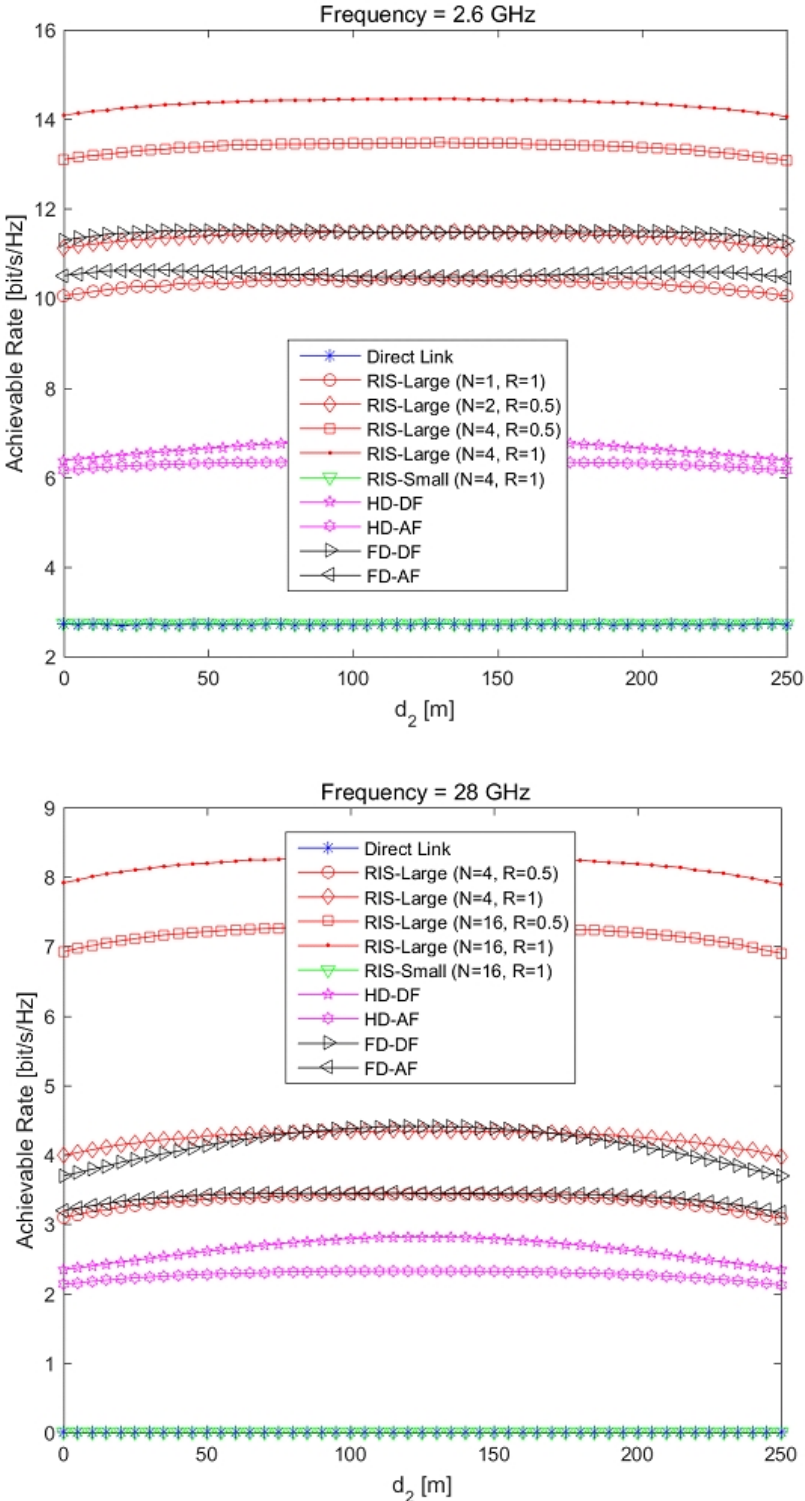 Frequency = 2.6 GHz
16
14
12
10
8
6
4
2
Achievable Rate [bit/s/Hz]
Direct Link
RIS-Large (N=1, R=1)
RIS-Large (N=2, R=0.5)
RIS-Large (N=4, R=0.5)
RIS-Large (N=4, R=1)
RIS-Small (N=4, R=1)
HD-DF
HD-AF
FD-DF
FD-AF
0 50 100 150 200 250
d2 [m]
Frequency = 28 GHz
9
8
7
6
5
4
3
2
1
0
Achievable Rate [bit/s/Hz]
Direct Link
RIS-Large (N=4, R=0.5)
RIS-Large (N=4, R=1)
RIS-Large (N=16, R=0.5)
RIS-Large (N=16, R=1)
RIS-Small (N=16, R=1)
HD-DF
HD-AF
FD-DF
FD-AF
0 50 100 150 200 250
d2 [m]